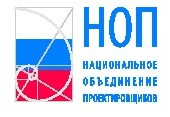 НОП
НАЦИОНАЛЬНОЕ
ОБЪЕДИНЕНИЕ
ПРОЕКТИРОВЩИКОВ